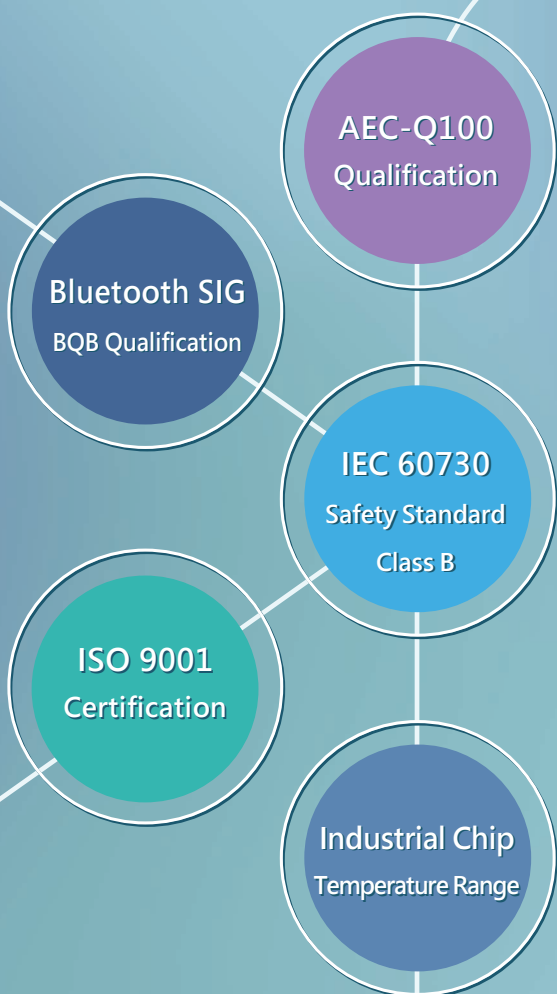 AEC-Q100
Qualification
Bluetooth SIG
BQB Qualification
IEC 60730
Safety Standard
Class B
ISO 9001
Certification
Industrial Chip
Temperature Range